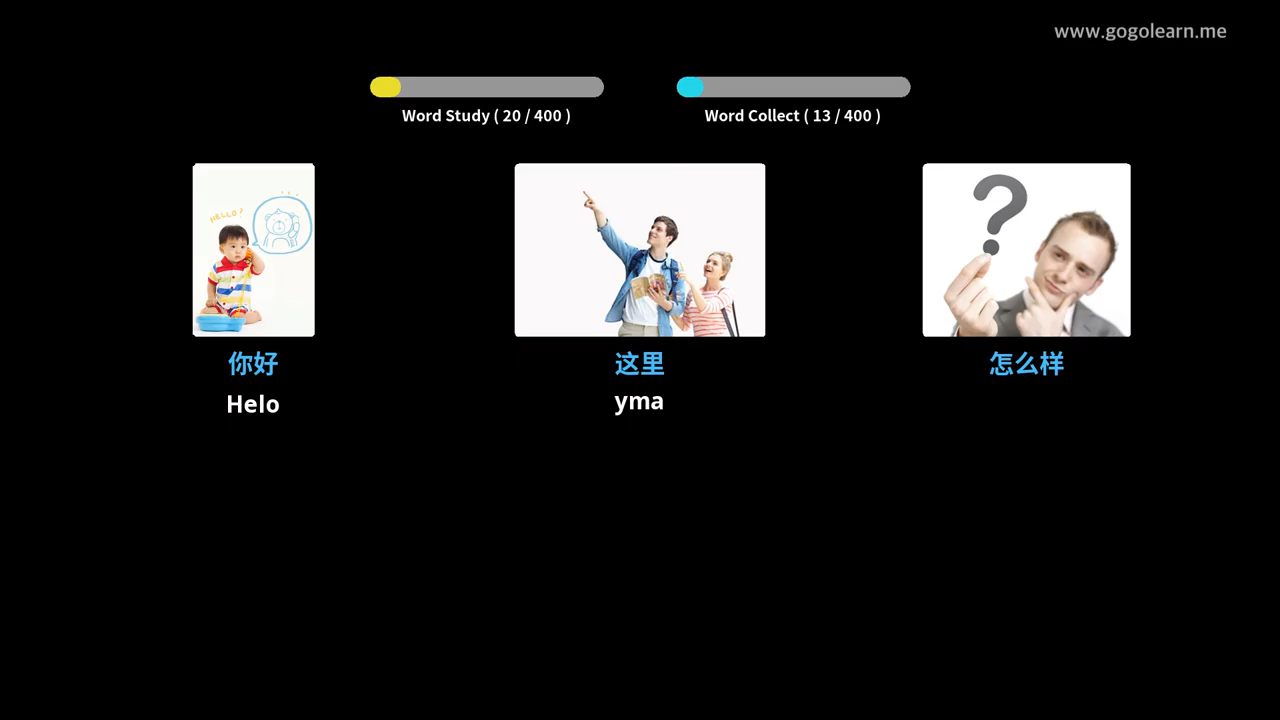 www.gogolearn.me
Word Study ( 20 / 400 )
Word Collect ( 13 / 400 )
HELLO?
你好
这里
怎么样
Helo
yma